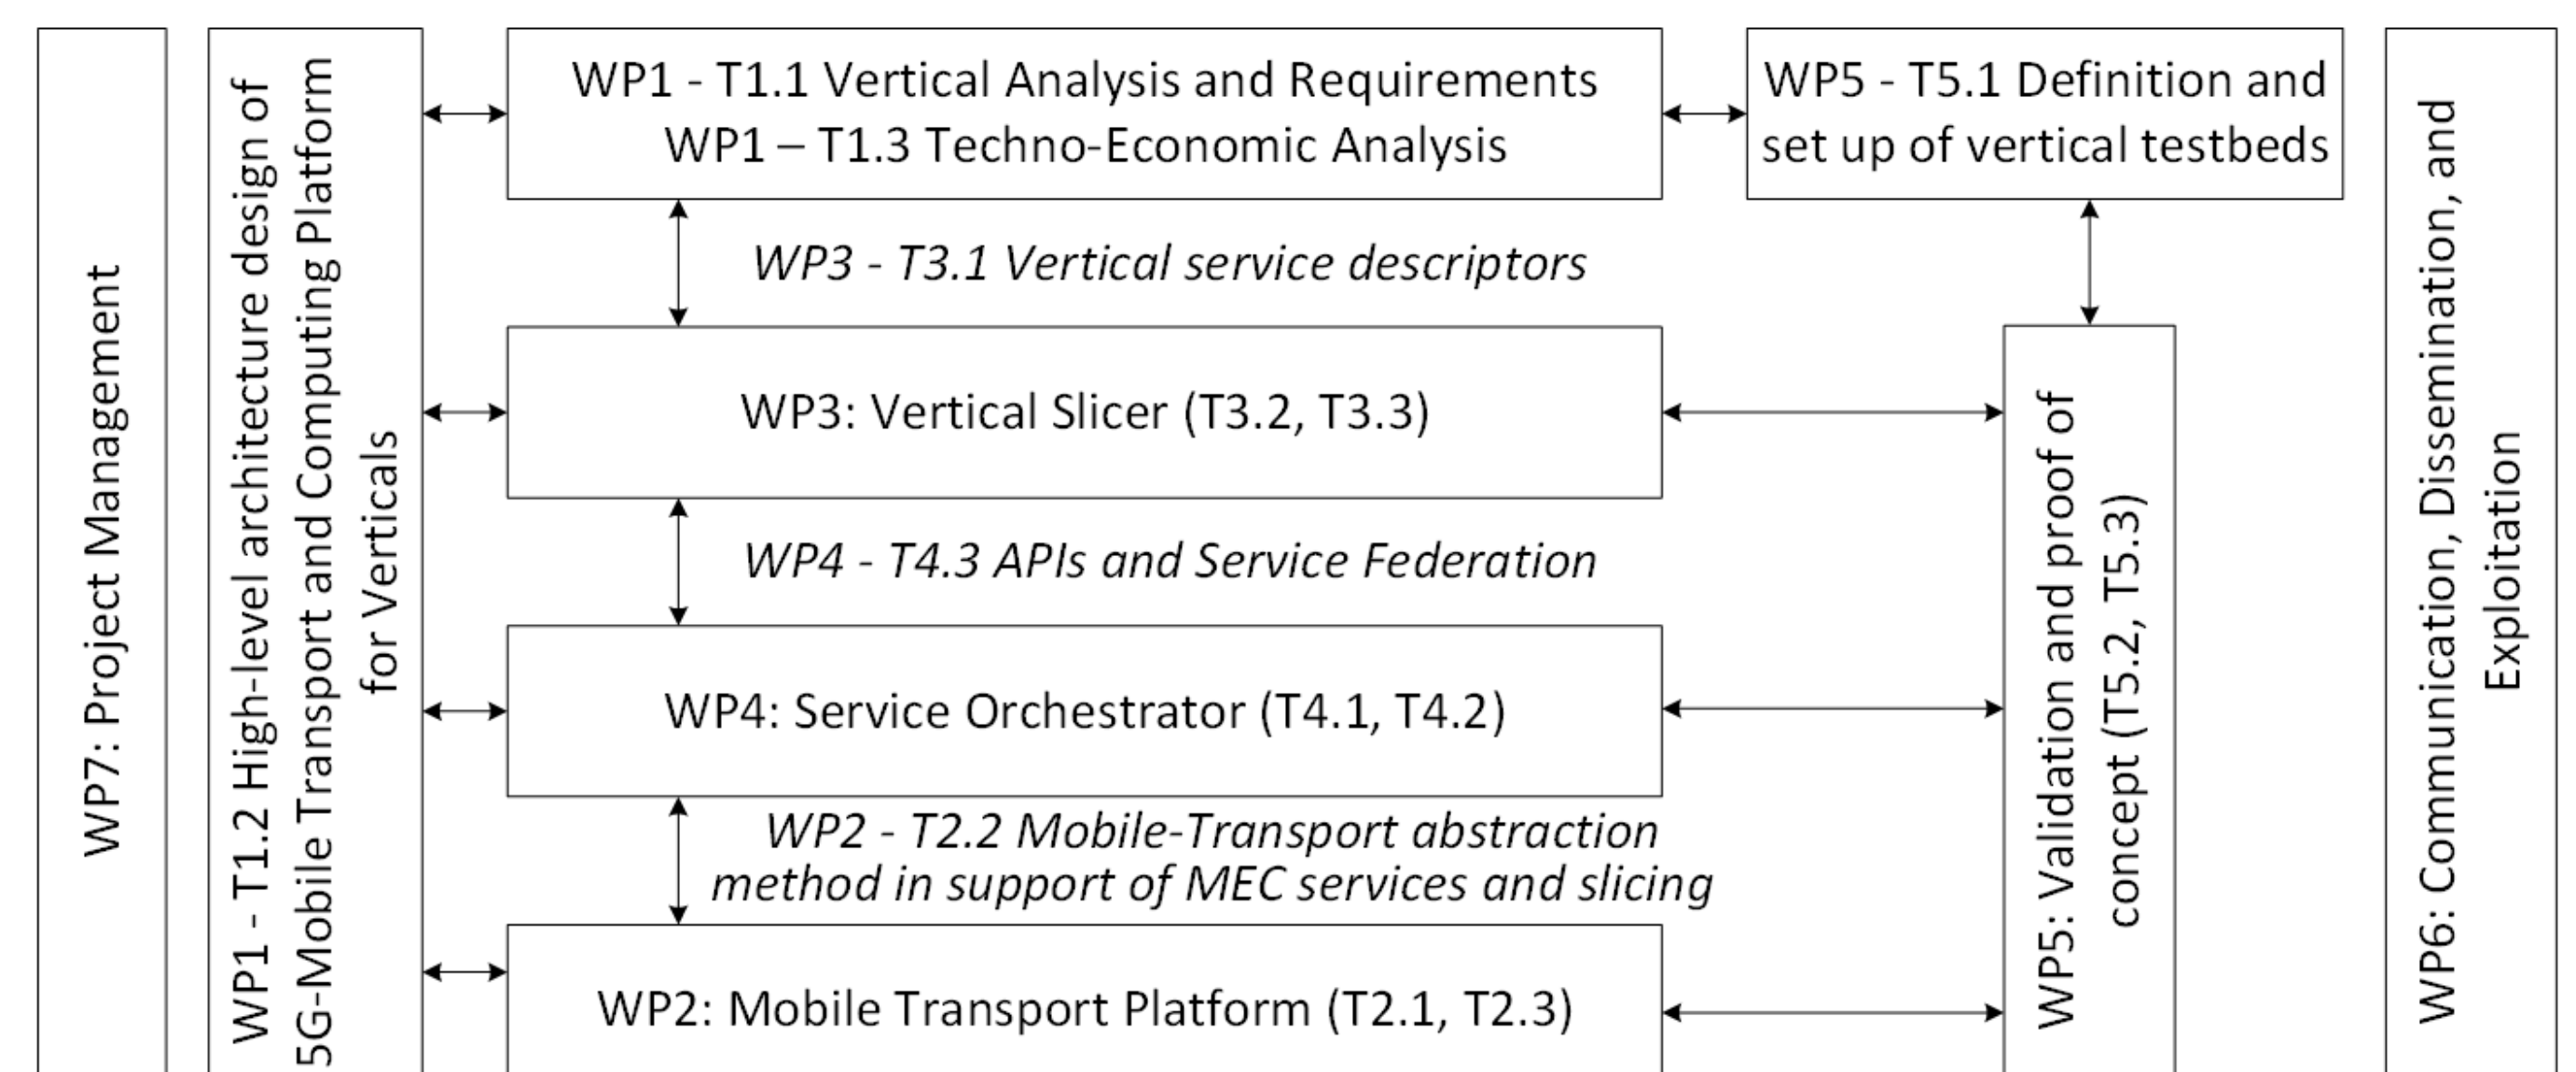 WP7: Project Management
WP1 - T1.2 High-level architecture design of
5G-Mobile Transport and Computing Platform
for Verticals
WP1 - T1.1 Vertical Analysis and Requirements
WP1 – T1.3 Techno-Economic Analysis
WP5 - T5.1 Definition and
set up of vertical testbeds
WP3 - T3.1 Vertical service descriptors
WP3: Vertical Slicer (T3.2, T3.3)
WP4 - T4.3 APIs and Service Federation
WP4: Service Orchestrator (T4.1, T4.2)
WP2 - T2.2 Mobile-Transport abstraction
method in support of MEC services and slicing
WP2: Mobile Transport Platform (T2.1, T2.3)
WP5: Validation and proof of
concept (T5.2, T5.3)
WP6: Communication, Dissemination, and
Exploitation